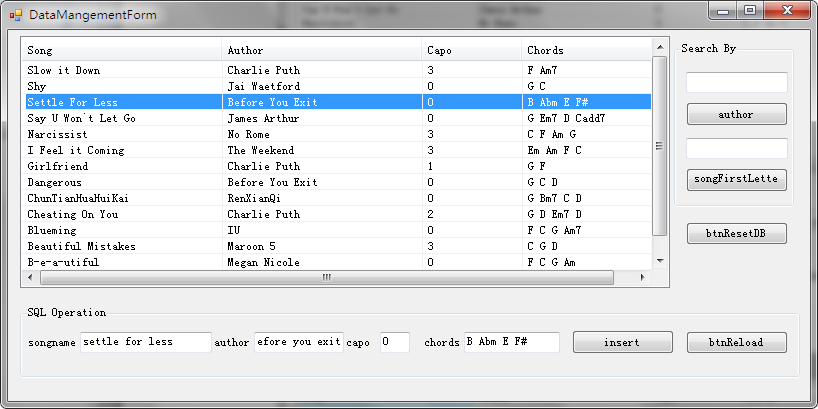 DataMangementForm
Song Author Capo Chords
Slow it Down Charlie Puth 3 F Am7
Shy Jai Waetford 0 G C
Settle For Less Before You Exit 0 B Abm E F#
Say U Won't Let Go James Arthur 0 G Em7 D Cadd7
Narcissist No Rome 3 C F Am G
I Feel it Coming The Weekend 3 Em Am F C
Girlfriend Charlie Puth 1 G F
Dangerous Before You Exit 0 G C D
ChunTianHuaHuiKai RenXianQi 0 G Bm7 C D
Cheating On You Charlie Puth 2 G D Em7 D
Blueming IU 0 F C G Am7
Beautiful Mistakes Maroon 5 3 C G D
B-e-a-utiful Megan Nicole 0 F C G Am
Search By
author
songFirstLette
btnResetDB
SQL Operation
songname settle for less author efore you exit capo 0 chords B Abm E F# insert btnReload